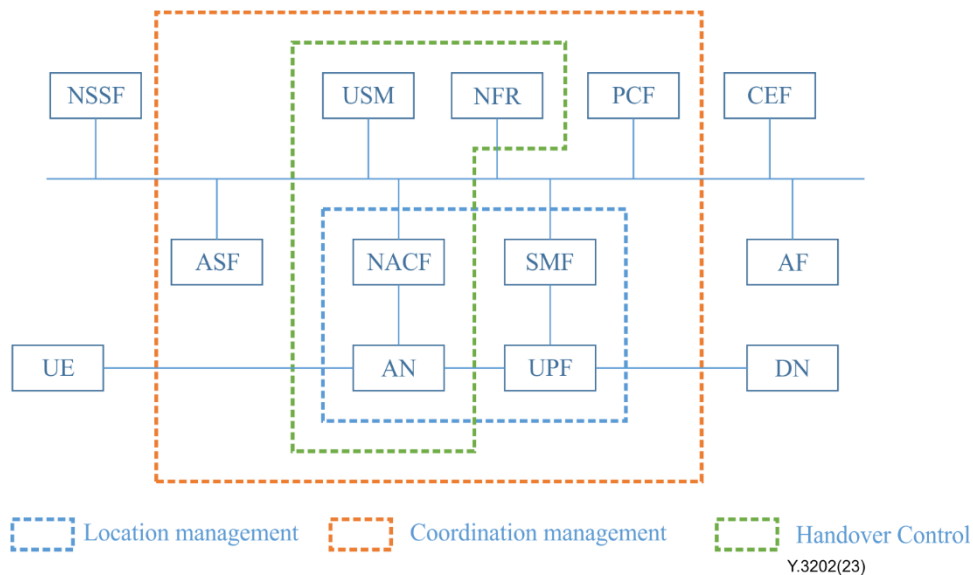 NSSF
USM
NFR
PCF
CEF
ASF
NACF
SMF
AF
UE
AN
UPF
DN
Location management
Coordination management
Handover Control
Y.3202(23)